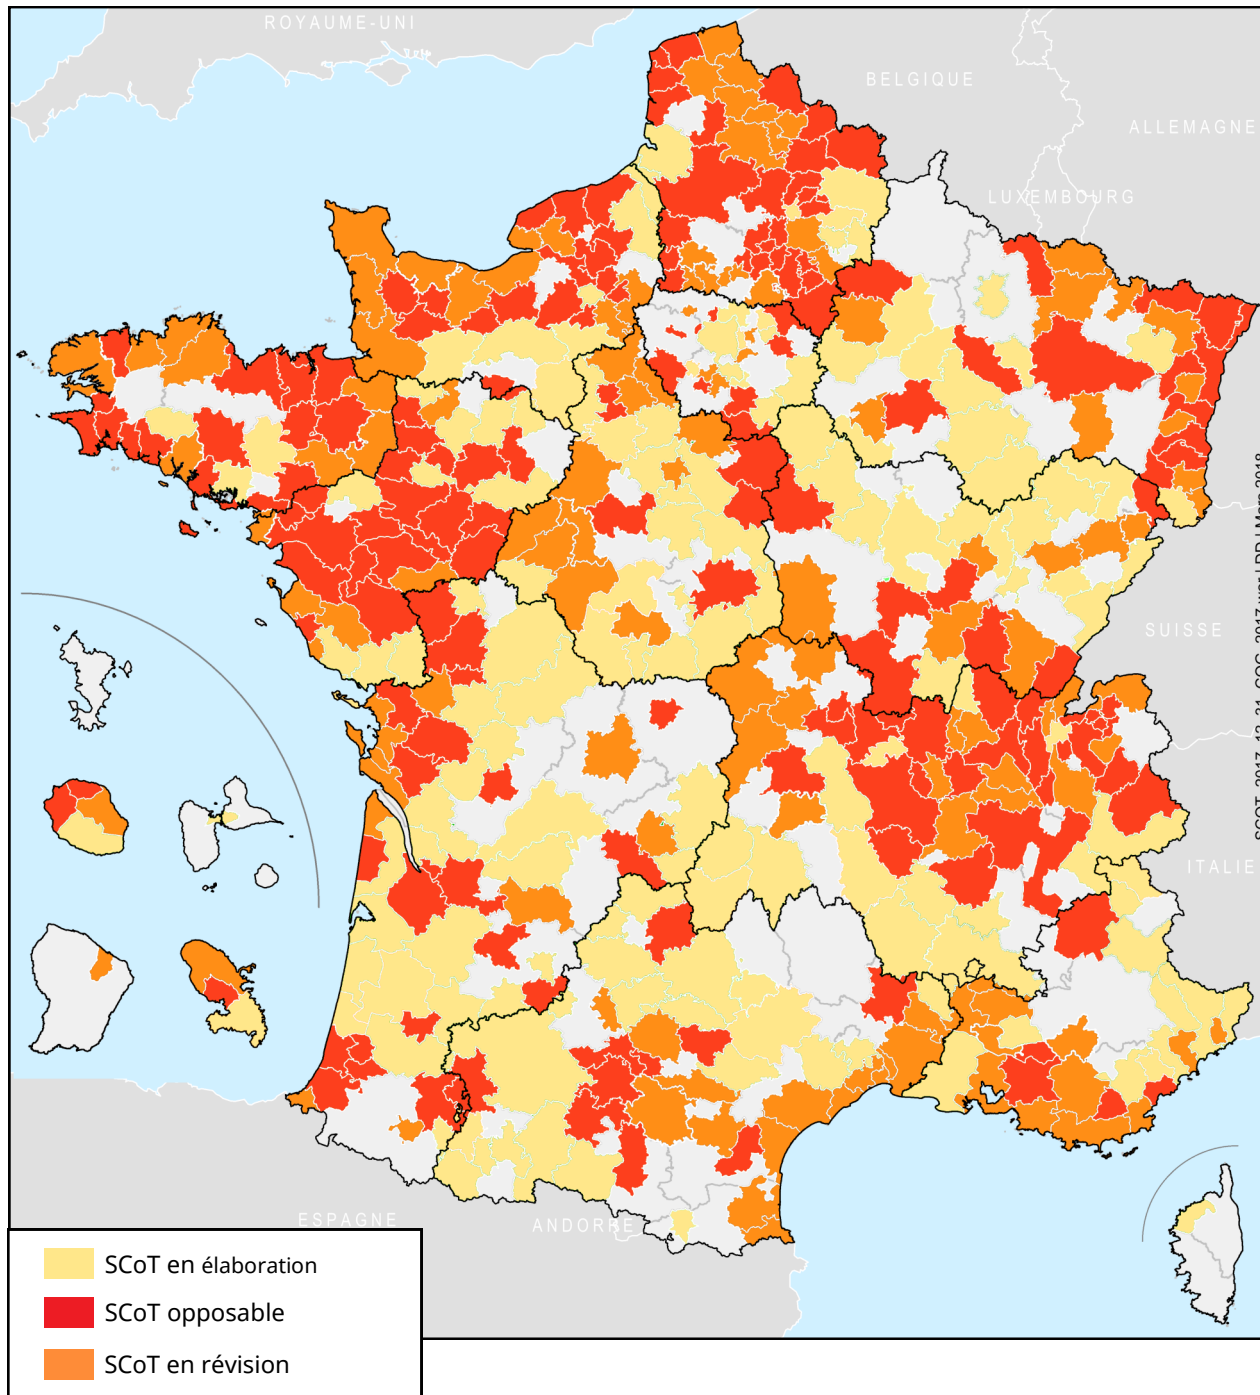 ROYAUME-UNI
BELGIQUE
ALLEMAGNE
LUXEMBOURG
SUISSE
ITALIE
ESPAGNE
ANDORRE
SCoT en élaboration
SCoT opposable
SCoT en révision